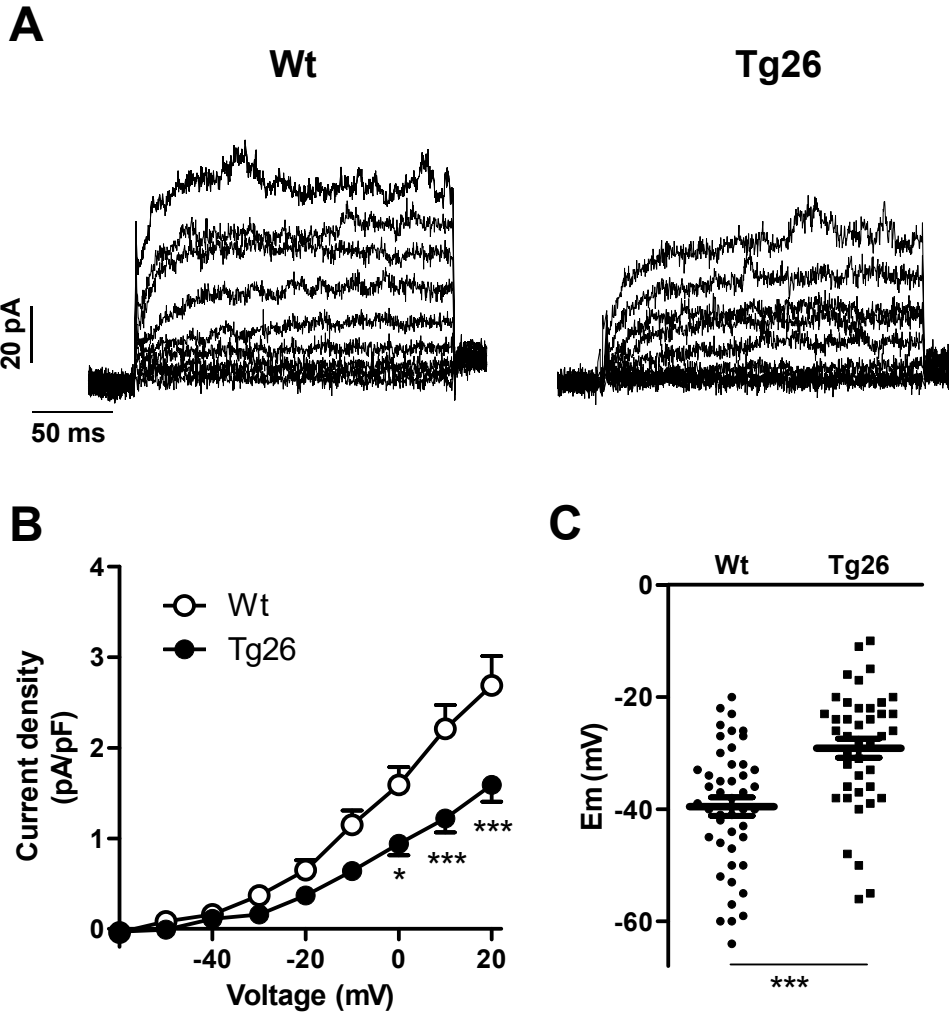 A
Wt
Tg26
20 pA
50 ms
B
4
3
2
1
0
Wt
Tg26
Current density
(pA/pF)
*
***
***
-40
-20
0
20
Voltage (mV)
C
Wt
Tg26
0
-20
-40
-60
Em (mV)
***